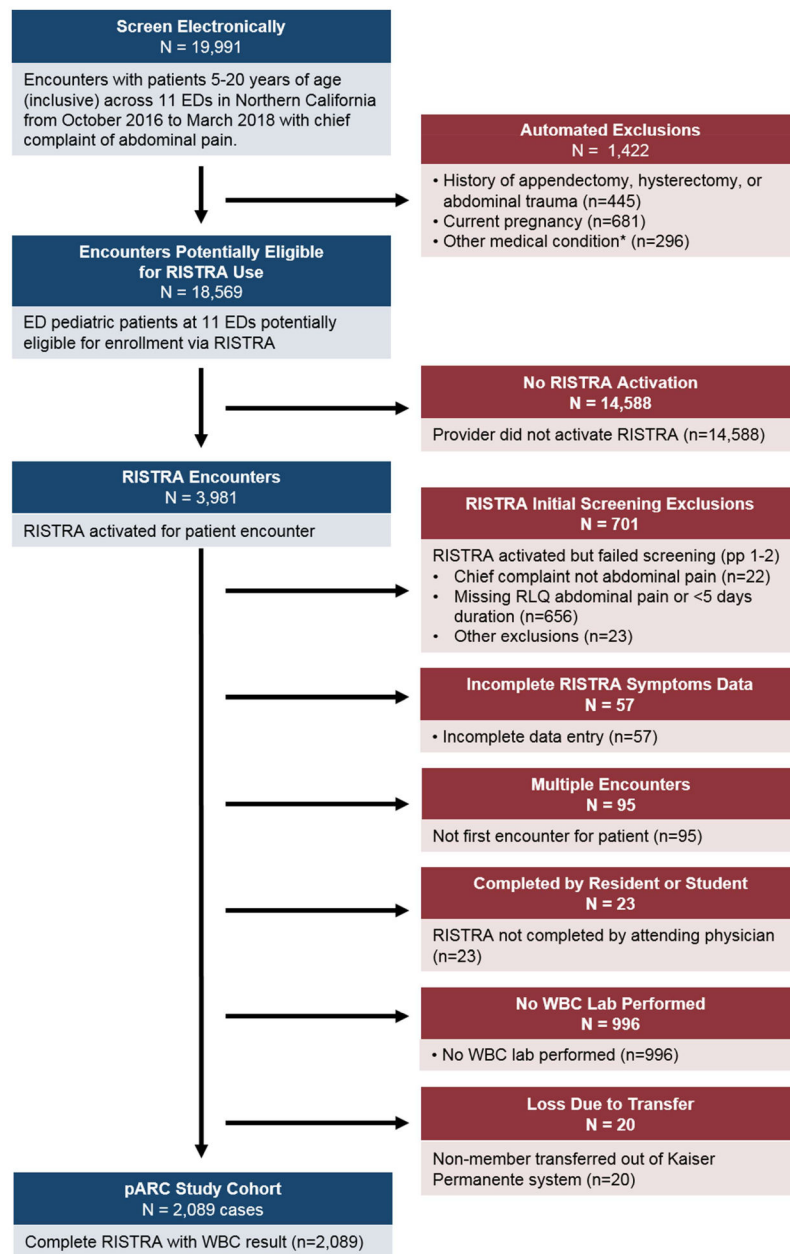 Screen Electronically
N = 19,991
Encounters with patients 5-20 years of age
(inclusive) across 11 EDs in Northern California
from October 2016 to March 2018 with chief
complaint of abdominal pain.
Automated Exclusions
N = 1,422
• History of appendectomy, hysterectomy, or
abdominal trauma (n=445)
• Current pregnancy (n=681)
• Other medical condition* (n=296)
Encounters Potentially Eligible
for RISTRA Use
N = 18,569
ED pediatric patients at 11 EDs potentially
eligible for enrollment via RISTRA
No RISTRA Activation
N = 14,588
Provider did not activate RISTRA (n=14,588)
RISTRA Encounters
N = 3,981
RISTRA activated for patient encounter
RISTRA Initial Screening Exclusions
N = 701
RISTRA activated but failed screening (pp 1-2)
• Chief complaint not abdominal pain (n=22)
• Missing RLQ abdominal pain or <5 days
duration (n=656)
• Other exclusions (n=23)
Incomplete RISTRA Symptoms Data
N = 57
• Incomplete data entry (n=57)
Multiple Encounters
N = 95
Not first encounter for patient (n=95)
Completed by Resident or Student
N = 23
RISTRA not completed by attending physician
(n=23)
No WBC Lab Performed
N = 996
• No WBC lab performed (n=996)
Loss Due to Transfer
N = 20
Non-member transferred out of Kaiser
Permanente system (n=20)
pARC Study Cohort
N = 2,089 cases
Complete RISTRA with WBC result (n=2,089)